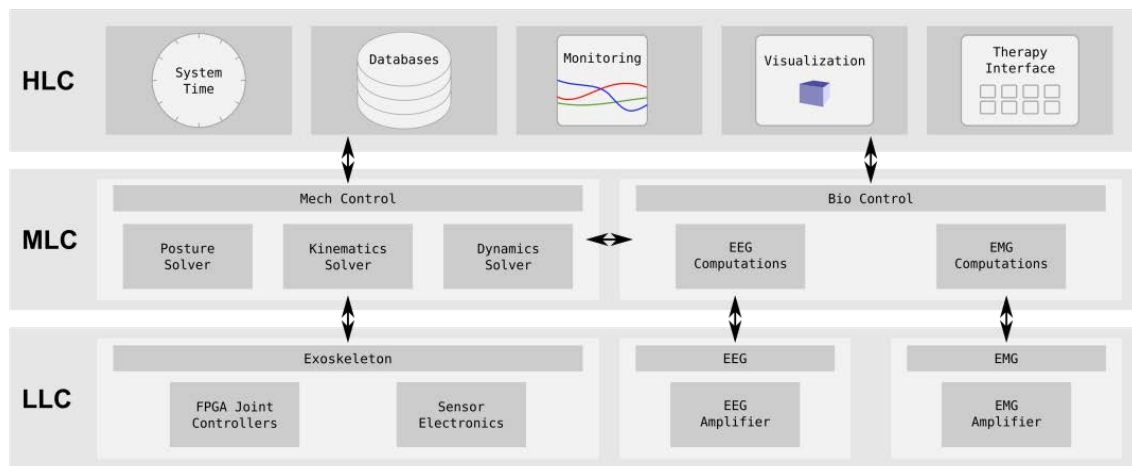 HLC
System
Time
Databases
Monitoring
Visualization
Therapy
Interface
MLC
Mech Control
Posture
Solver
Kinematics
Solver
Dynamics
Solver
Bio Control
EEG
Computations
EMG
Computations
LLC
Exoskeleton
FPGA Joint
Controllers
Sensor
Electronics
EEG
EEG
Amplifier
EMG
EMG
Amplifier